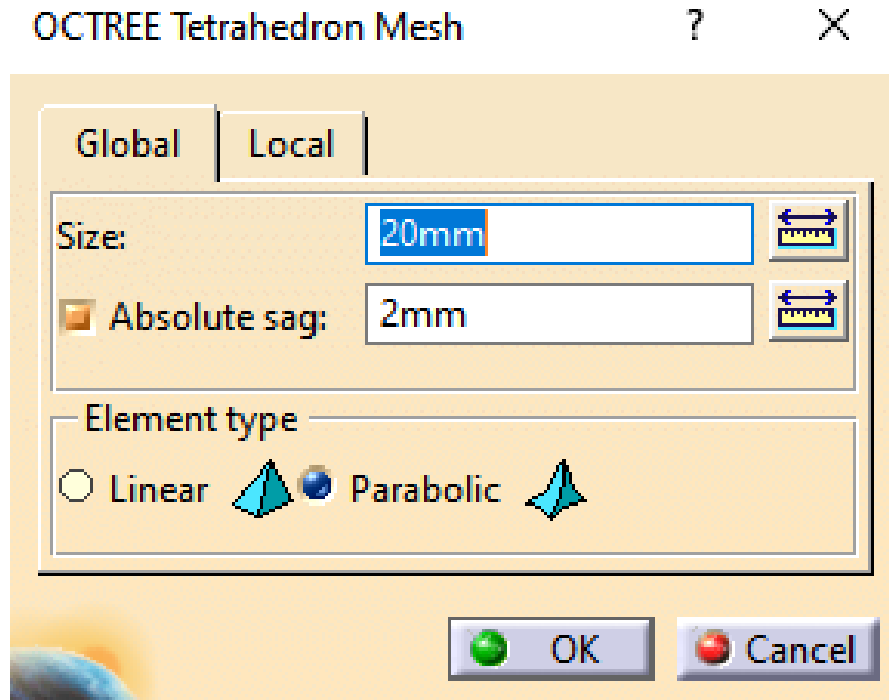 OCTREE Tetrahedron Mesh ?
Global Local
Size: 20mm
Absolute sag: 2mm
Element type
Linear Parabolic
OK Cancel